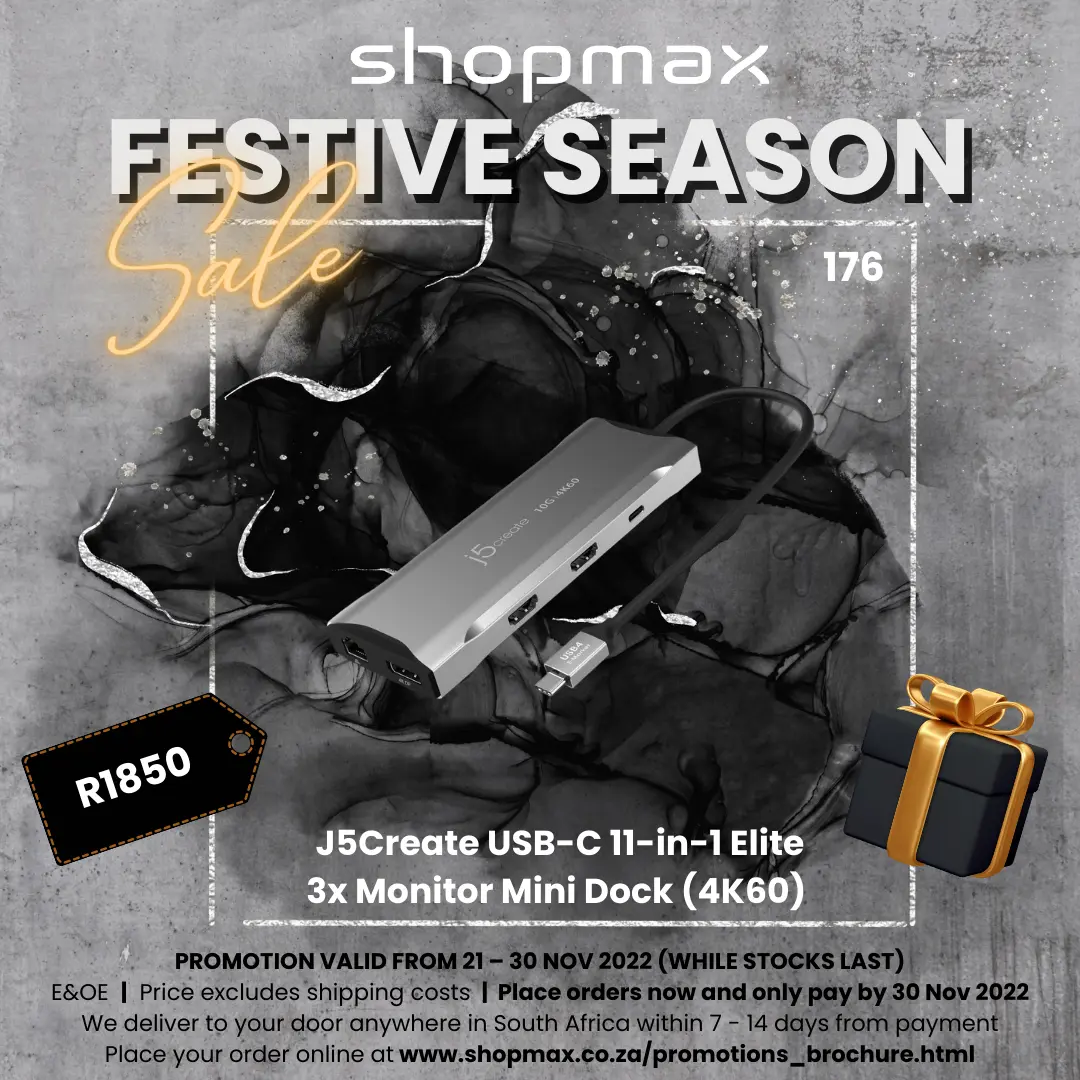 shopmax
FESTIVE SEASON
Sale
176
j5create 10G|4K60
USB4
R1850
J5Create USB-C 11-in-1 Elite
3x Monitor Mini Dock (4K60)
PROMOTION VALID FROM 21 – 30 NOV 2022 (WHILE STOCKS LAST)
E&OE | Price excludes shipping costs | Place orders now and only pay by 30 Nov 2022
We deliver to your door anywhere in South Africa within 7 - 14 days from payment
Place your order online at www.shopmax.co.za/promotions_brochure.html